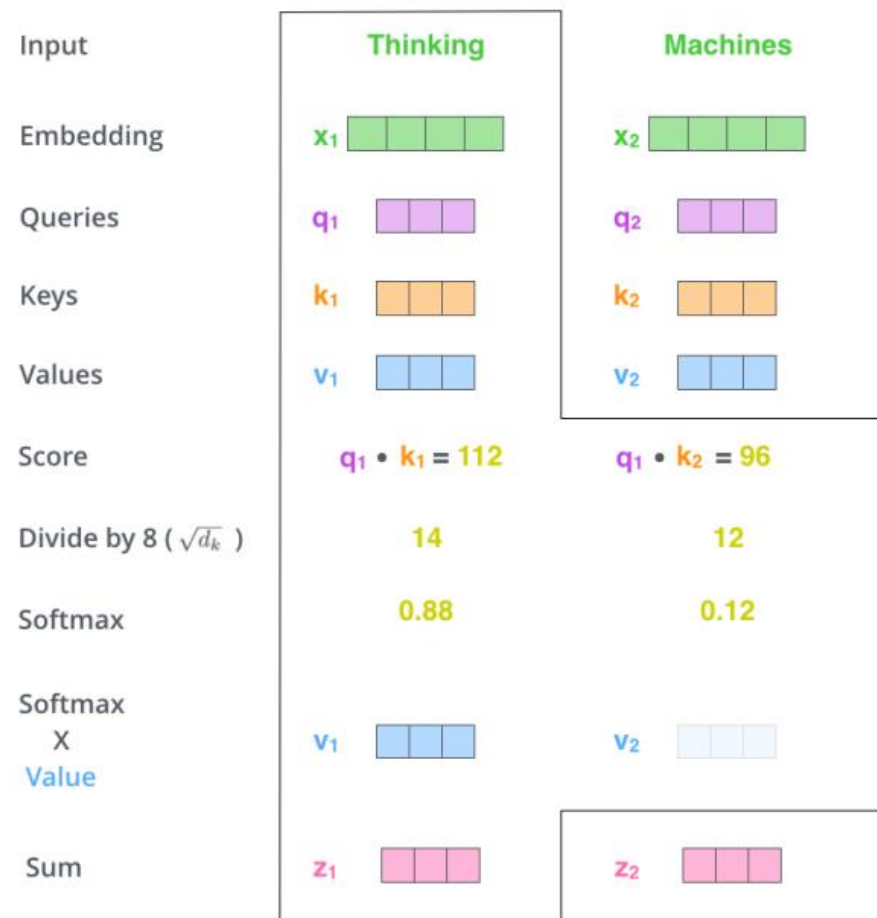 Input Thinking Machines
Embedding x₁ x₂
Queries q₁ q₂
Keys k₁ k₂
Values v₁ v₂
Score q₁ • k₁ = 112 q₁ • k₂ = 96
Divide by 8 ( √dₖ ) 14 12
Softmax 0.88 0.12
Softmax
X v₁ v₂
Value
Sum z₁ z₂